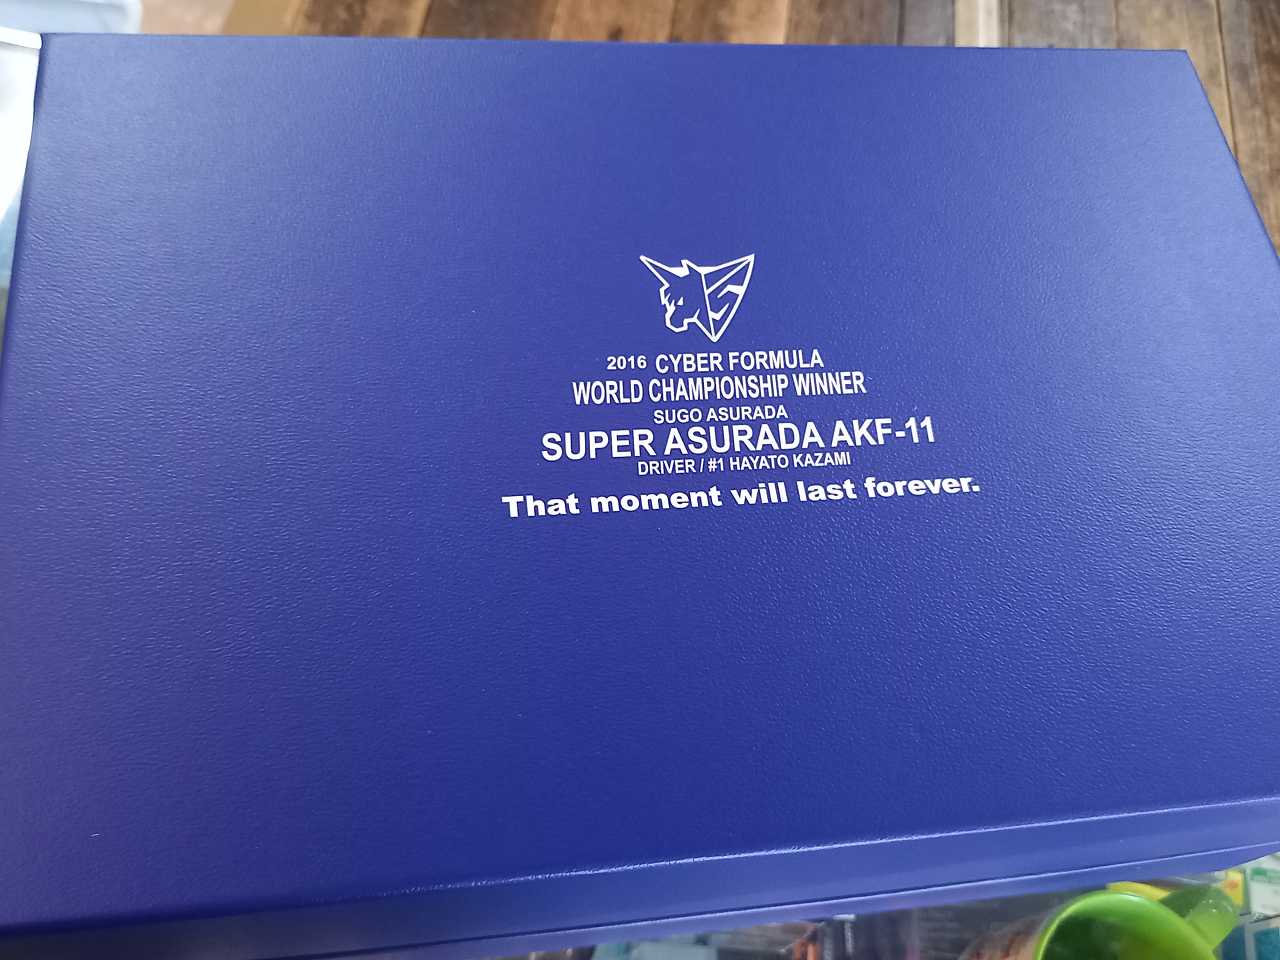 2016 CYBER FORMULA
WORLD CHAMPIONSHIP WINNER
SUGO ASURADA
SUPER ASURADA AKF-11
DRIVER / #1 HAYATO KAZAMI
That moment will last forever.